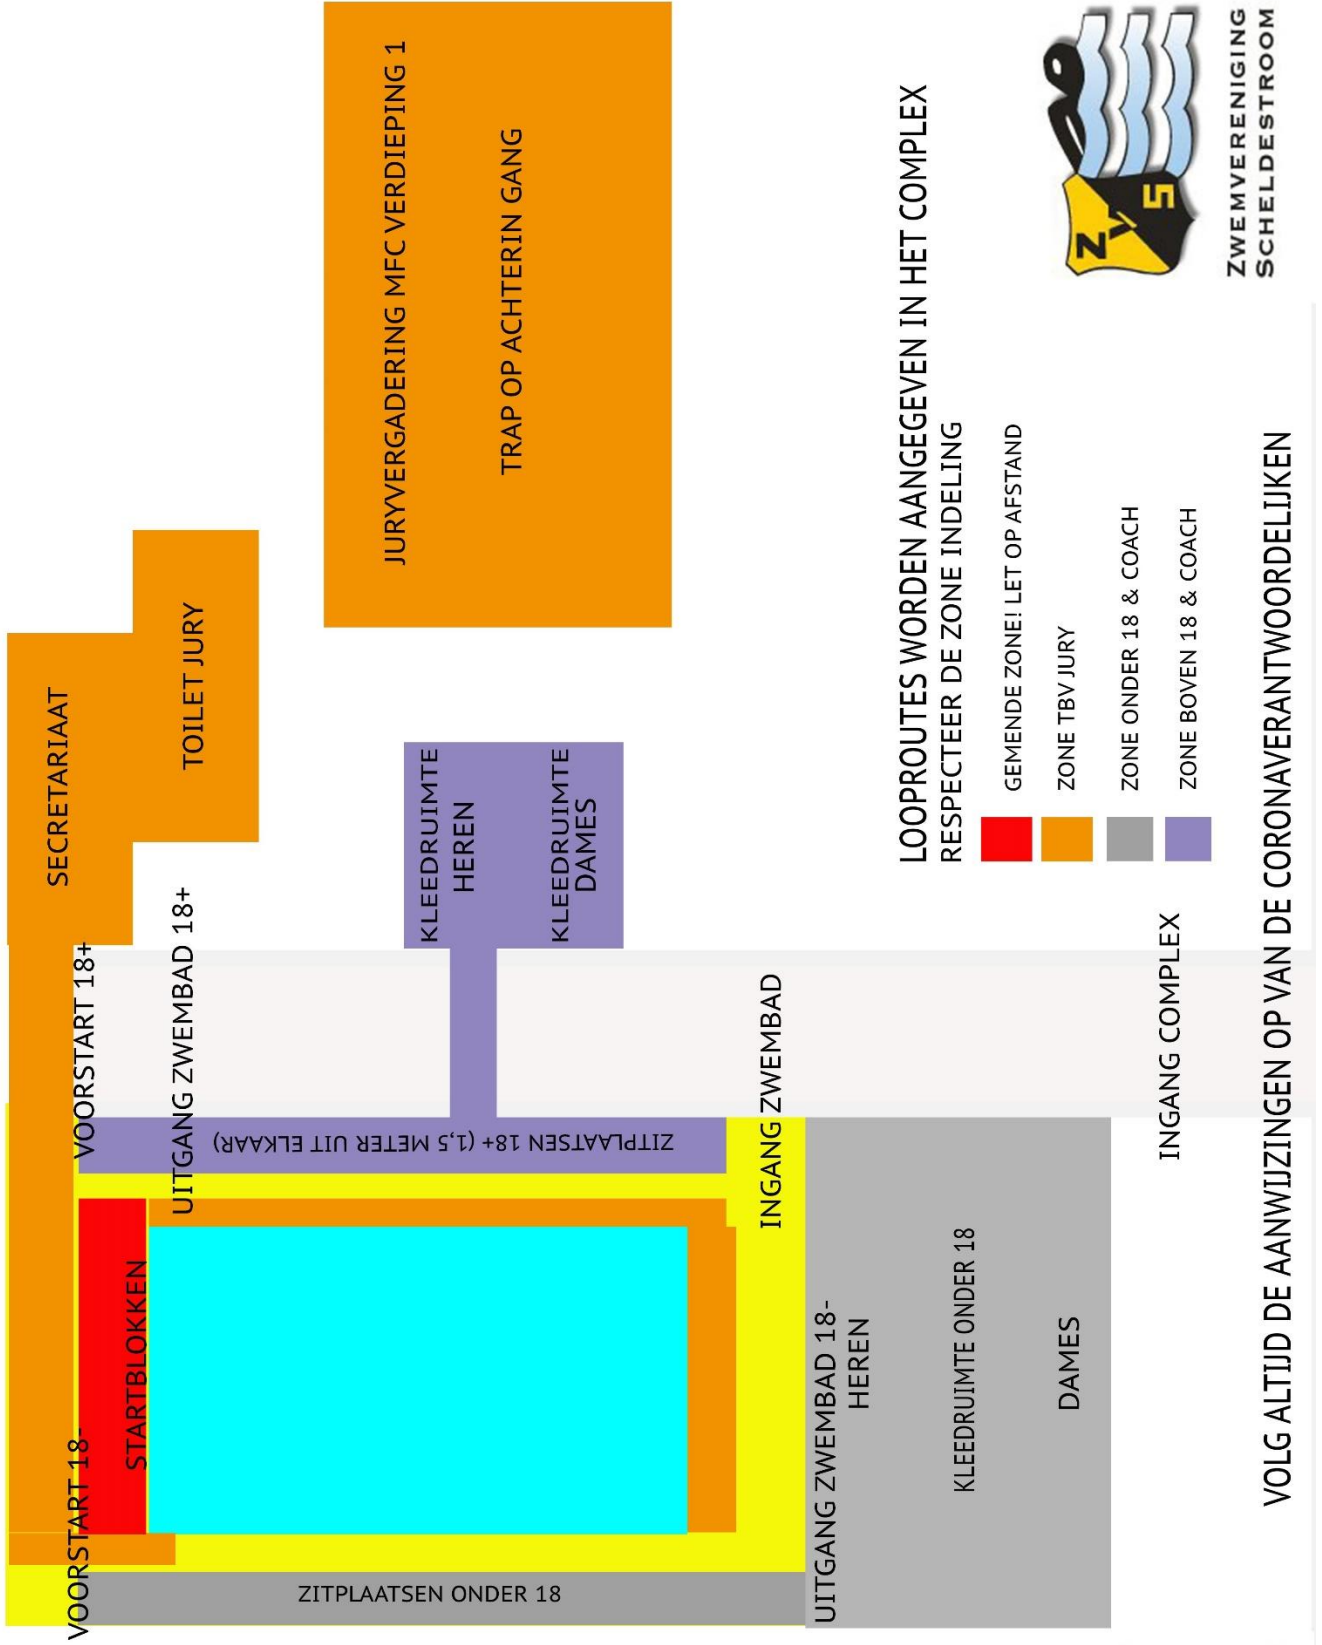 VOORSTART 18-
VOORSTART 18+
SECRETARIAAT
STARTBLOKKEN
UITGANG ZWEMBAD 18+
TOILET JURY
ZITPLAATSEN ONDER 18
ZITPLAATSEN 18+ (1,5 METER UIT ELKAAR)
KLEEDRUIMTE
HEREN
KLEEDRUIMTE
DAMES
JURYVERGADERING MFC VERDIEPING 1
TRAP OP ACHTERIN GANG
INGANG ZWEMBAD
UITGANG ZWEMBAD 18-
HEREN
KLEEDRUIMTE ONDER 18
DAMES
INGANG COMPLEX
LOOPROUTES WORDEN AANGEGEVEN IN HET COMPLEX
RESPECTEER DE ZONE INDELING
GEMENDE ZONE! LET OP AFSTAND
ZONE TBV JURY
ZONE ONDER 18 & COACH
ZONE BOVEN 18 & COACH
VOLG ALTIJD DE AANWIJZINGEN OP VAN DE CORONAVERANTWOORDELIJKEN
ZVS
ZWEMVERENIGING
SCHELDESTROOM